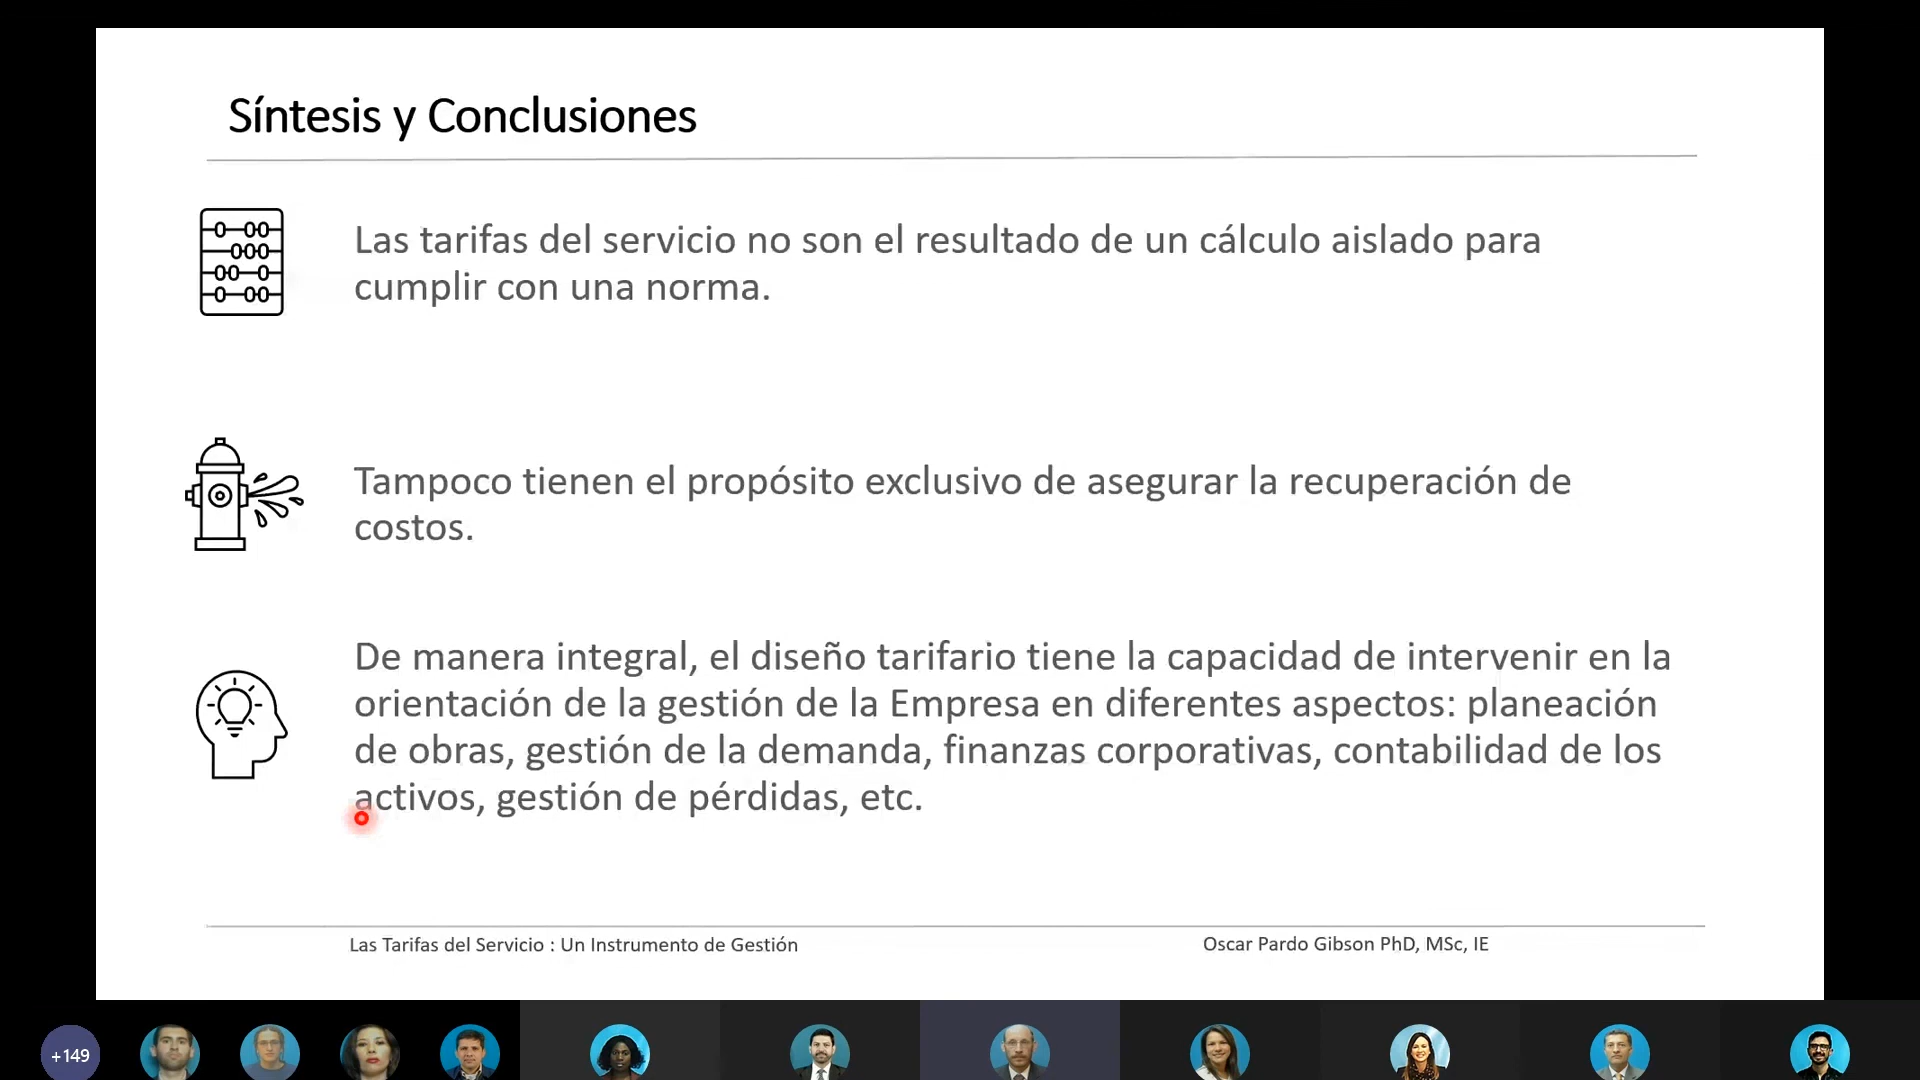 Síntesis y Conclusiones
Las tarifas del servicio no son el resultado de un cálculo aislado para
cumplir con una norma.
Tampoco tienen el propósito exclusivo de asegurar la recuperación de
costos.
De manera integral, el diseño tarifario tiene la capacidad de intervenir en la
orientación de la gestión de la Empresa en diferentes aspectos: planeación
de obras, gestión de la demanda, finanzas corporativas, contabilidad de los
activos, gestión de pérdidas, etc.
Las Tarifas del Servicio : Un Instrumento de Gestión
Oscar Pardo Gibson PhD, MSc, IE
+149